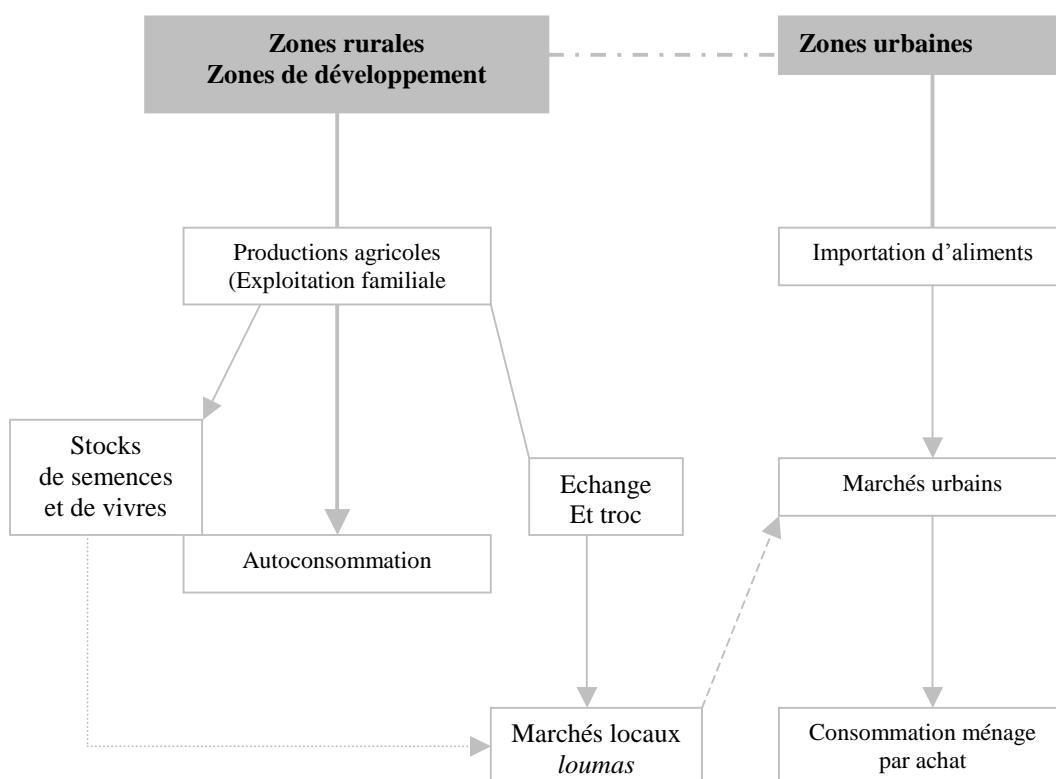 Zones rurales
Zones de développement
Zones urbaines
Productions agricoles
(Exploitation familiale
Importation d’aliments
Stocks
de semences
et de vivres
Echange
Et troc
Marchés urbains
Autoconsommation
Marchés locaux
loumas
Consommation ménage
par achat